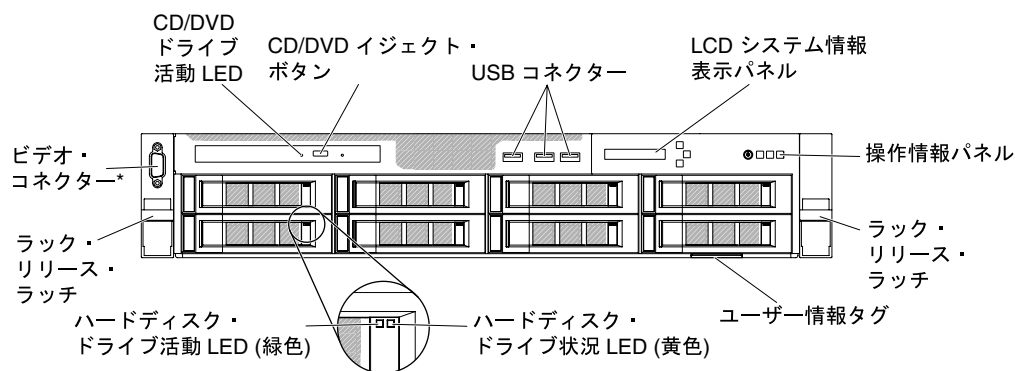 CD/DVD
ドライブ
活動 LED
CD/DVD イジェクト・
ボタン
USB コネクター
LCD システム情報
表示パネル
ビデオ・
コネクター*
操作情報パネル
ラック・
リリース・
ラッチ
ラック・
リリース・
ラッチ
ハードディスク・
ドライブ活動 LED (緑色)
ハードディスク・
ドライブ状況 LED (黄色)
ユーザー情報タグ